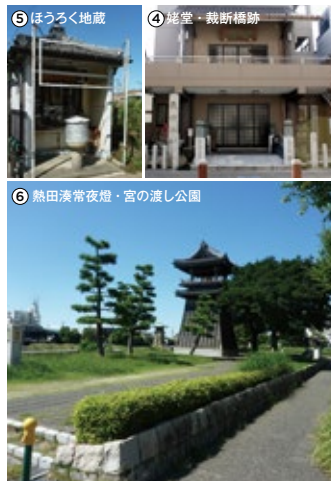 ⑤ ほうろく地蔵
④ 姥堂・裁断橋跡
⑥ 熱田湊常夜燈・宮の渡し公園